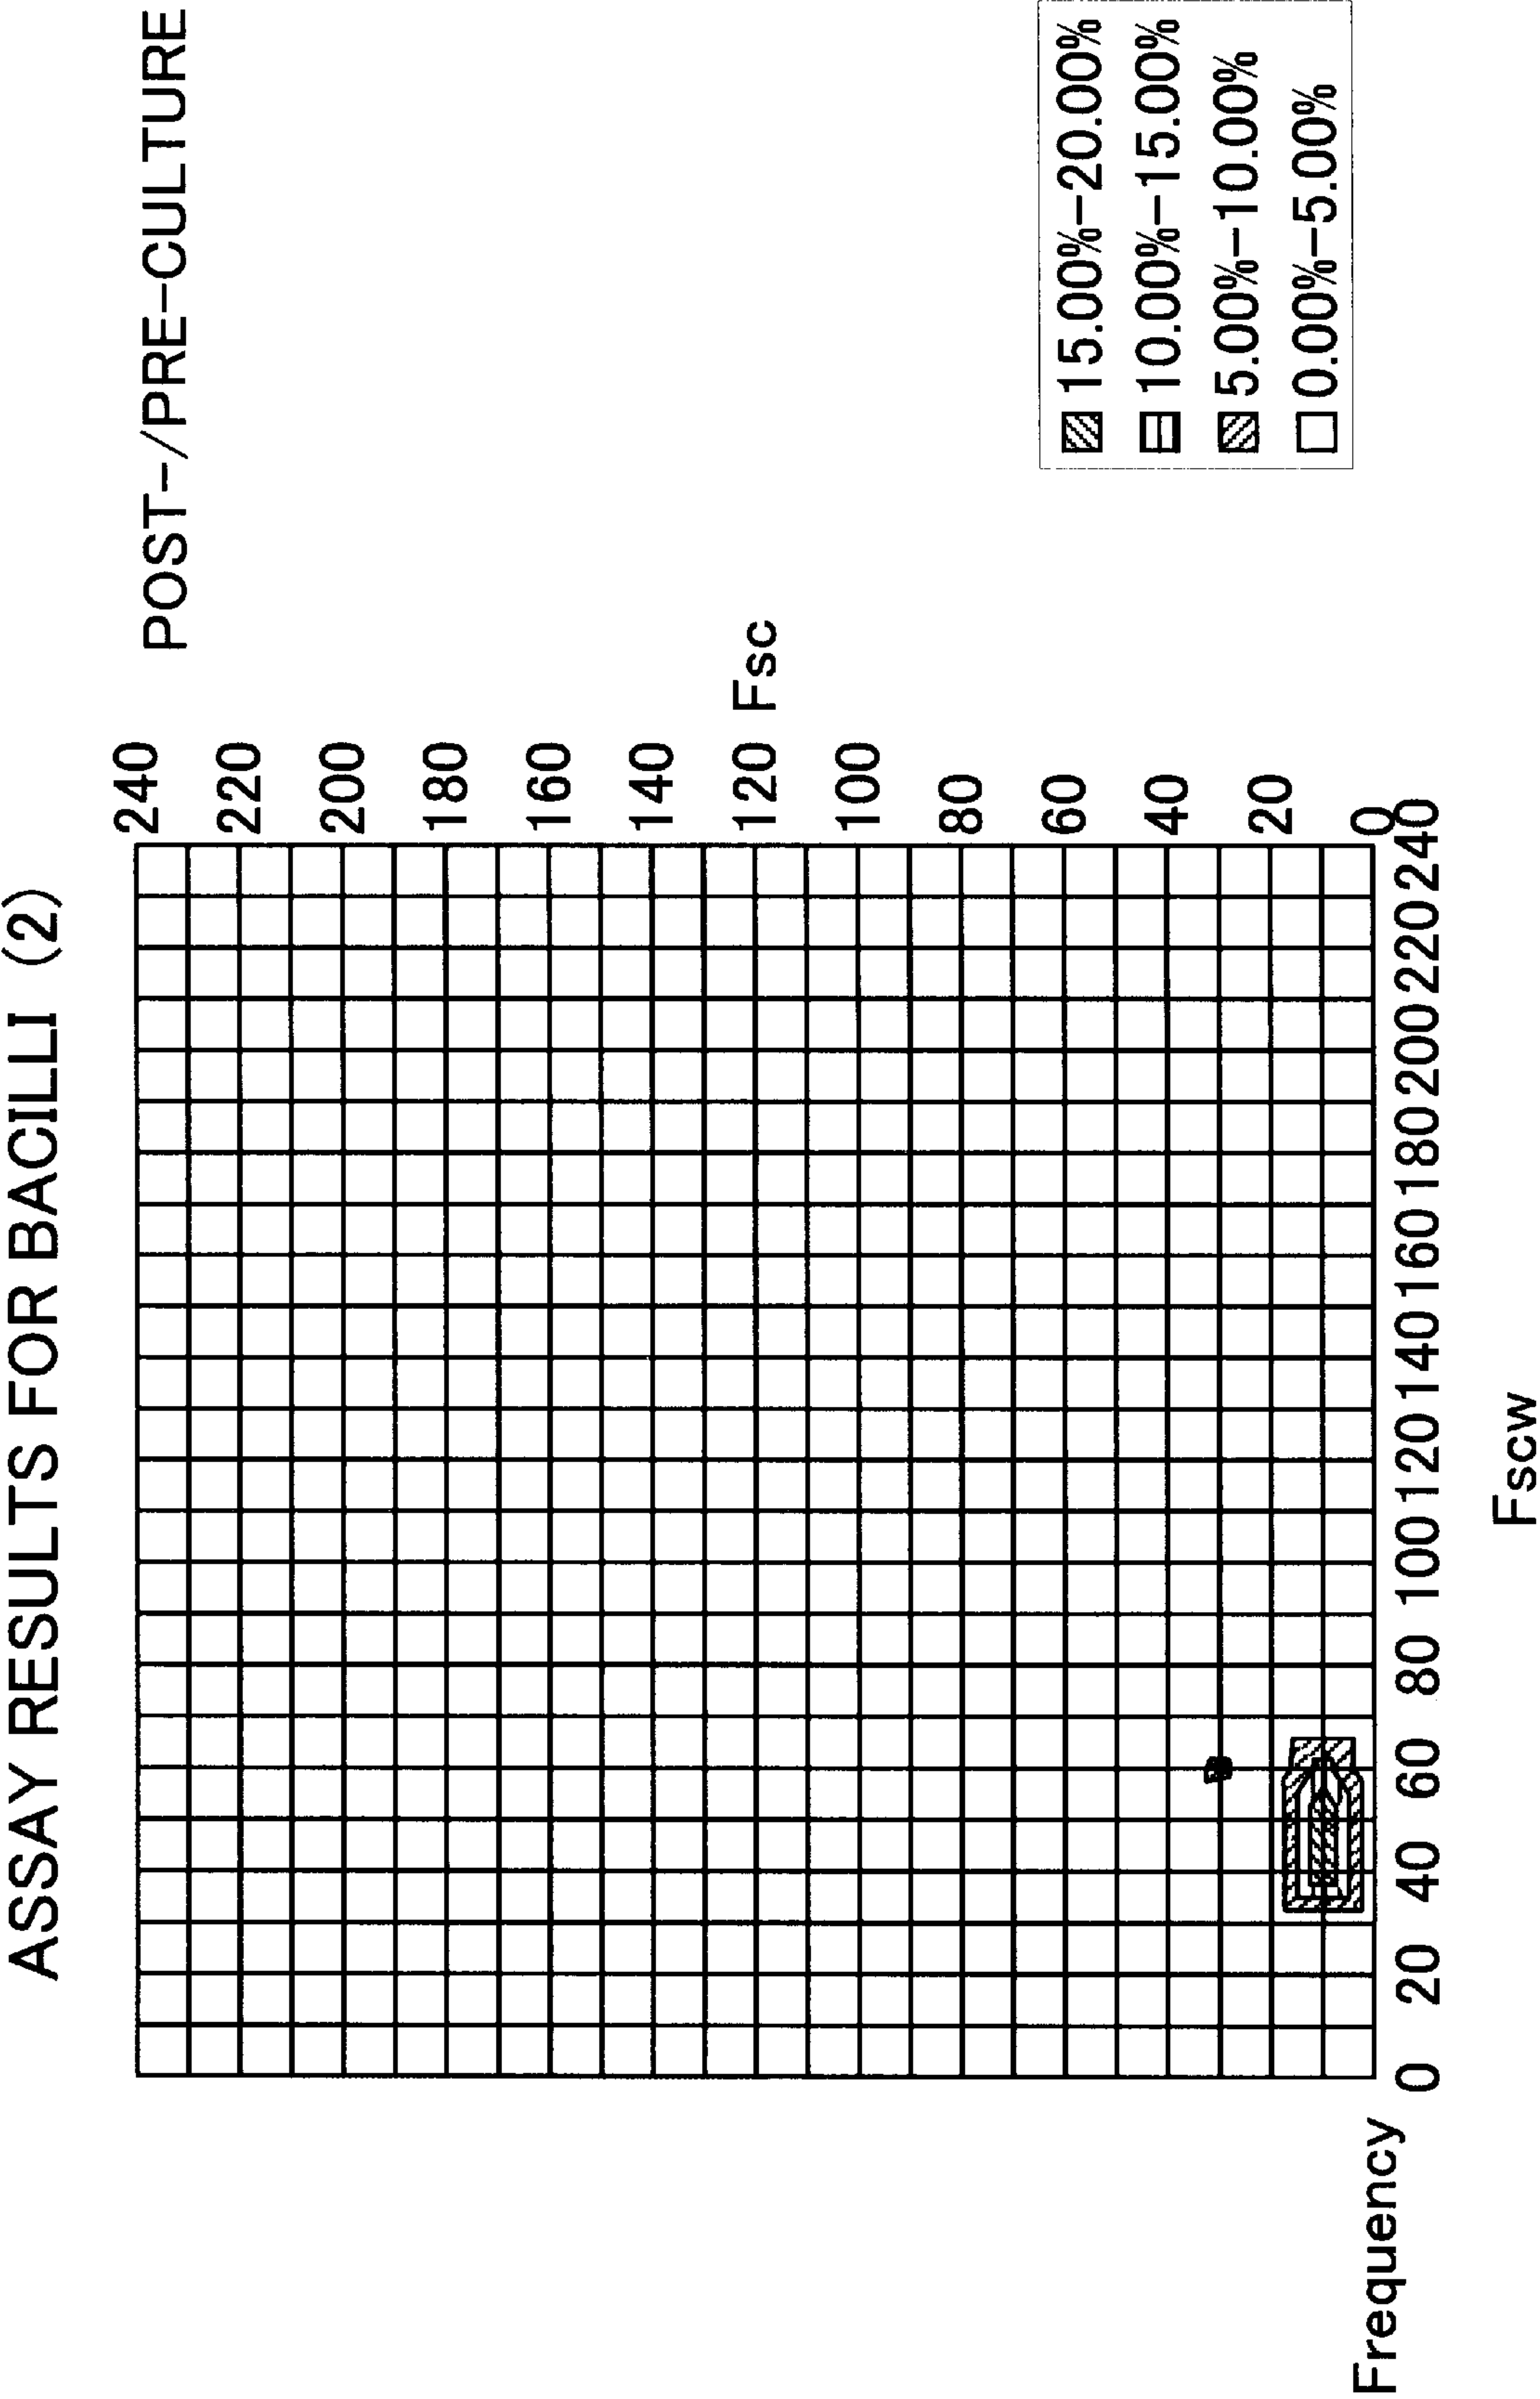 ASSAY RESULTS FOR BACILLI (2)
POST-/PRE-CULTURE
240
220
200
180
160
140
120 Fsc
100
80
60
40
20
0
Frequency
0 20 40 60 80 100 120 140 160 180 200 220 240
Fscw
15.00%-20.00%
10.00%-15.00%
5.00%-10.00%
0.00%-5.00%